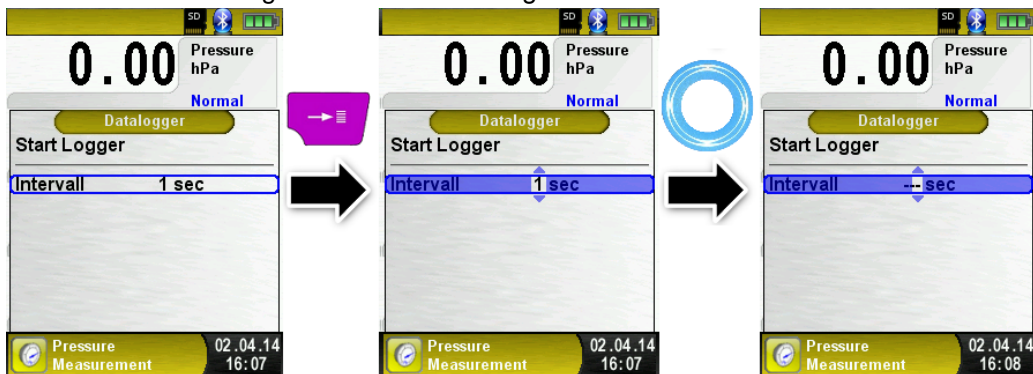 SD
0.00 Pressure
hPa
Normal
Datalogger
Start Logger
Intervall 1 sec
Pressure 02.04.14
Measurement 16:07
SD
0.00 Pressure
hPa
Normal
Datalogger
Start Logger
Intervall 1 sec
Pressure 02.04.14
Measurement 16:07
SD
0.00 Pressure
hPa
Normal
Datalogger
Start Logger
Intervall --- sec
Pressure 02.04.14
Measurement 16:08